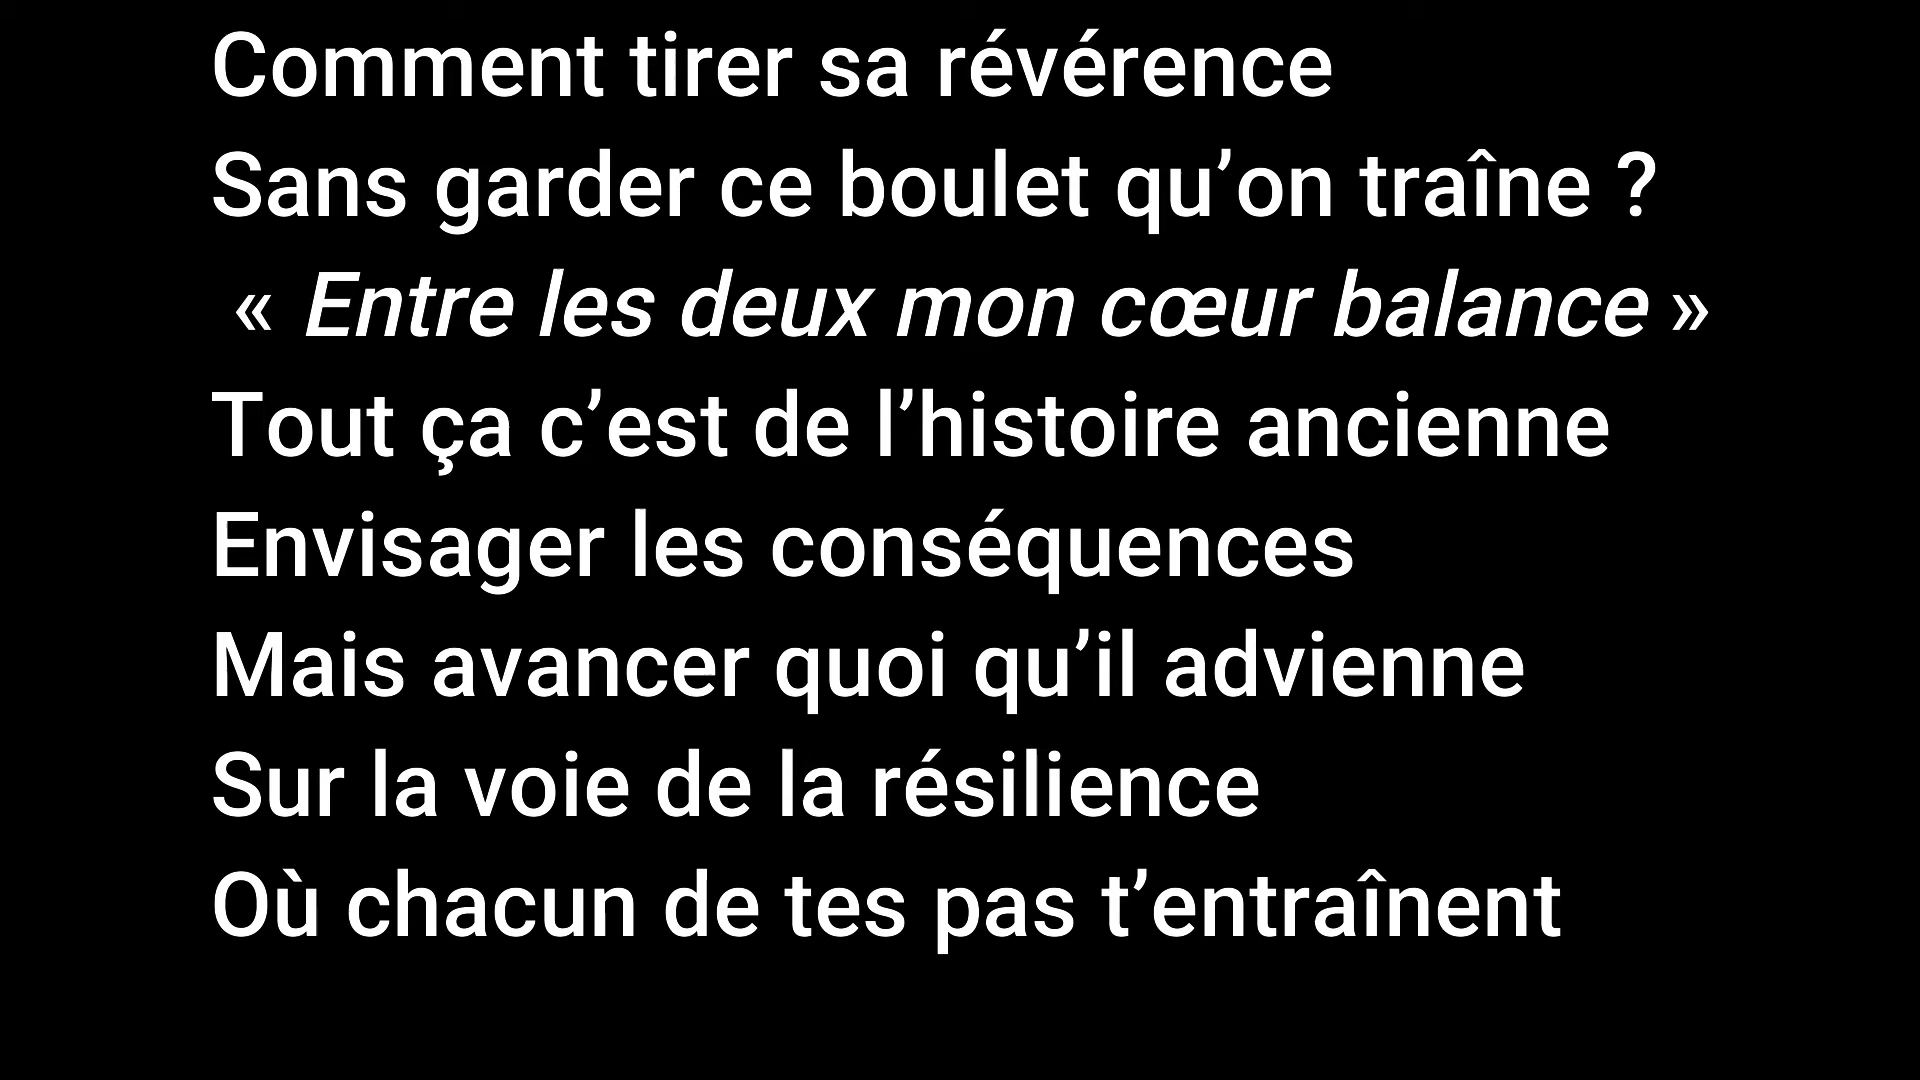 Comment tirer sa révérence
Sans garder ce boulet qu’on traîne ?
« Entre les deux mon cœur balance »
Tout ça c’est de l’histoire ancienne
Envisager les conséquences
Mais avancer quoi qu’il advienne
Sur la voie de la résilience
Où chacun de tes pas t’entraînent